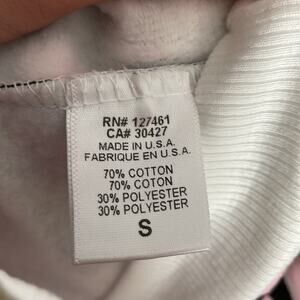 RN# 127461
CA# 30427
MADE IN U.S.A.
FABRIQUE EN U.S.A.
70% COTTON
70% COTON
30% POLYESTER
30% POLYESTER
S